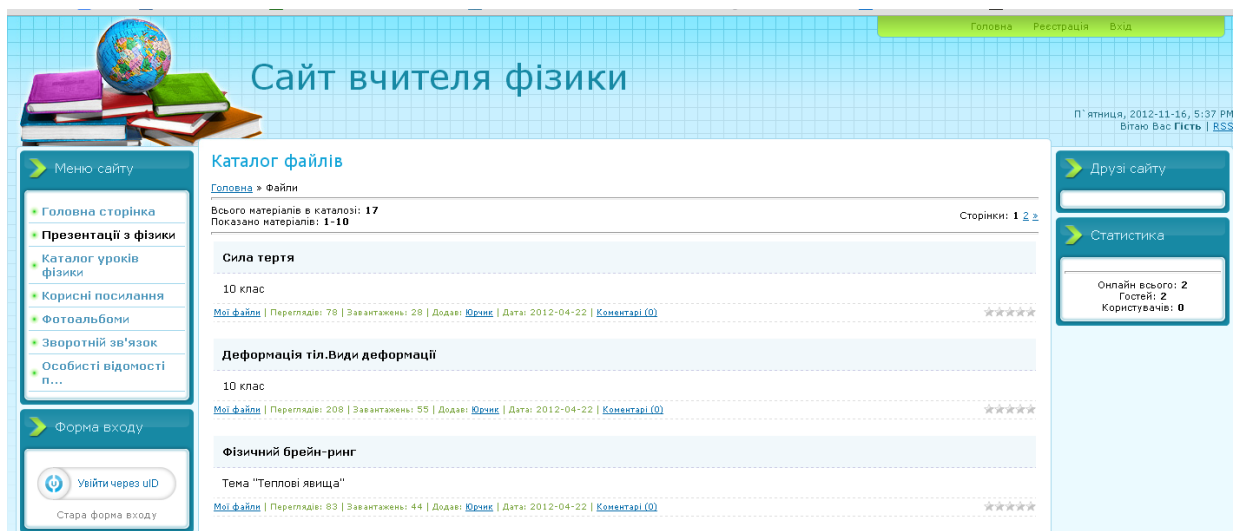 Головна Реєстрація Вхід
Сайт вчителя фізики
П`ятниця, 2012-11-16, 5:37 PM
Вітаю Вас Гість | RSS
Меню сайту
Головна сторінка
Презентації з фізики
Каталог уроків
фізики
Корисні посилання
Фотоальбоми
Зворотній зв'язок
Особисті відомості
п...
Форма входу
Увійти через uID
Стара форма входу
Каталог файлів
Головна » Файли
Всього матеріалів в каталозі: 17
Показано матеріалів: 1-10
Сторінки: 1 2 »
Сила тертя
10 клас
Мої файли | Переглядів: 78 | Завантажень: 28 | Додав: Юрчик | Дата: 2012-04-22 | Коментарі (0)
Деформація тіл.Види деформації
10 клас
Мої файли | Переглядів: 208 | Завантажень: 55 | Додав: Юрчик | Дата: 2012-04-22 | Коментарі (0)
Фізичний брейн-ринг
Тема "Теплові явища"
Мої файли | Переглядів: 83 | Завантажень: 44 | Додав: Юрчик | Дата: 2012-04-22 | Коментарі (0)
Друзі сайту
Статистика
Онлайн всього: 2
Гостей: 2
Користувачів: 0